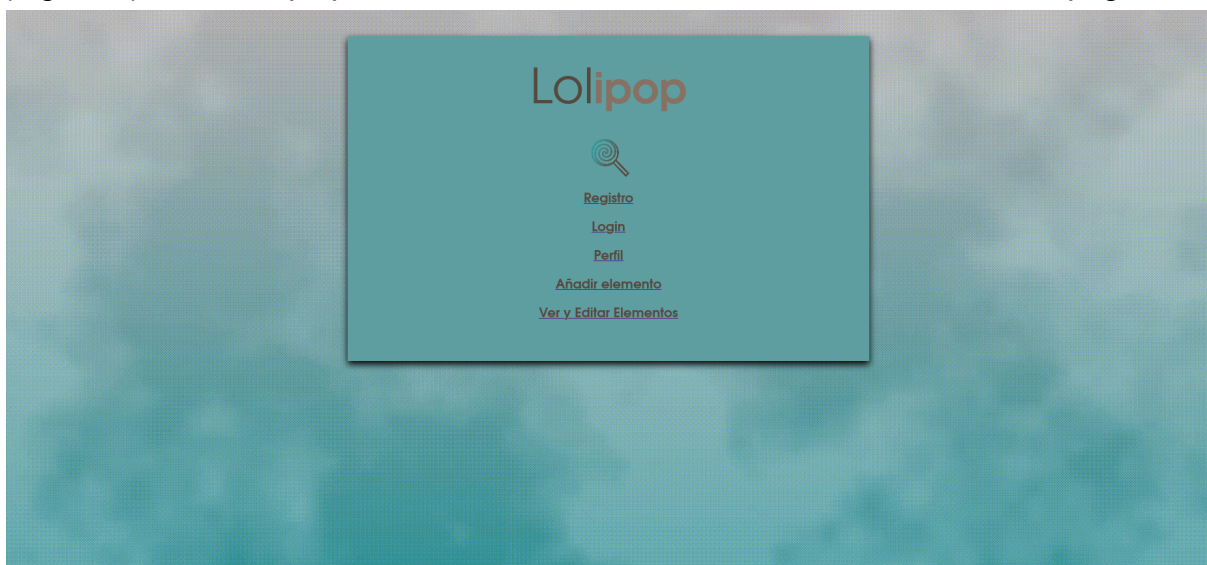 Lolipop
Registro
Login
Perfil
Añadir elemento
Ver y Editar Elementos